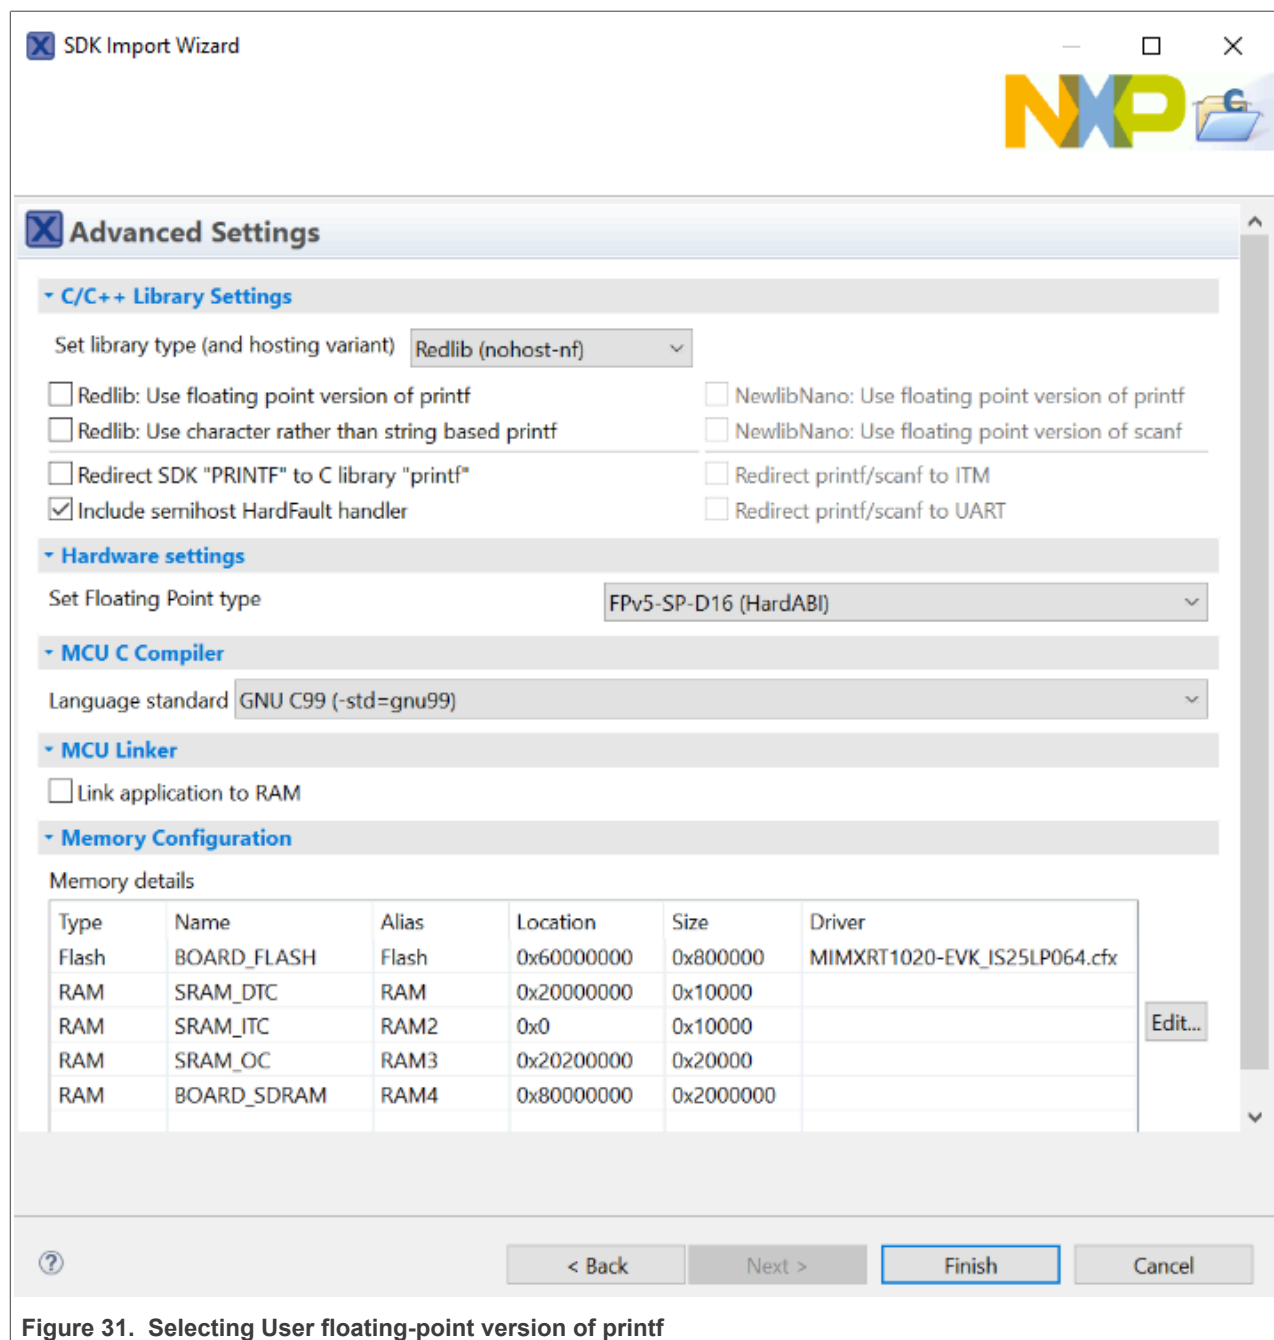 SDK Import Wizard
NXP
Advanced Settings
C/C++ Library Settings
Set library type (and hosting variant) Redlib (nohost-nf)
Redlib: Use floating point version of printf NewlibNano: Use floating point version of printf
Redlib: Use character rather than string based printf NewlibNano: Use floating point version of scanf
Redirect SDK "PRINTF" to C library "printf" Redirect printf/scanf to ITM
Include semihost HardFault handler Redirect printf/scanf to UART
Hardware settings
Set Floating Point type FPv5-SP-D16 (HardABI)
MCU C Compiler
Language standard GNU C99 (-std=gnu99)
MCU Linker
Link application to RAM
Memory Configuration
Memory details
Type Name Alias Location Size Driver
Flash BOARD_FLASH Flash 0x60000000 0x800000 MIMXRT1020-EVK_IS25LP064.cfx
RAM SRAM_DTC RAM 0x20000000 0x10000
RAM SRAM_ITC RAM2 0x0 0x10000
Edit...
RAM SRAM_OC RAM3 0x20200000 0x20000
RAM BOARD_SDRAM RAM4 0x80000000 0x2000000
< Back Next > Finish Cancel
Figure 31. Selecting User floating-point version of printf